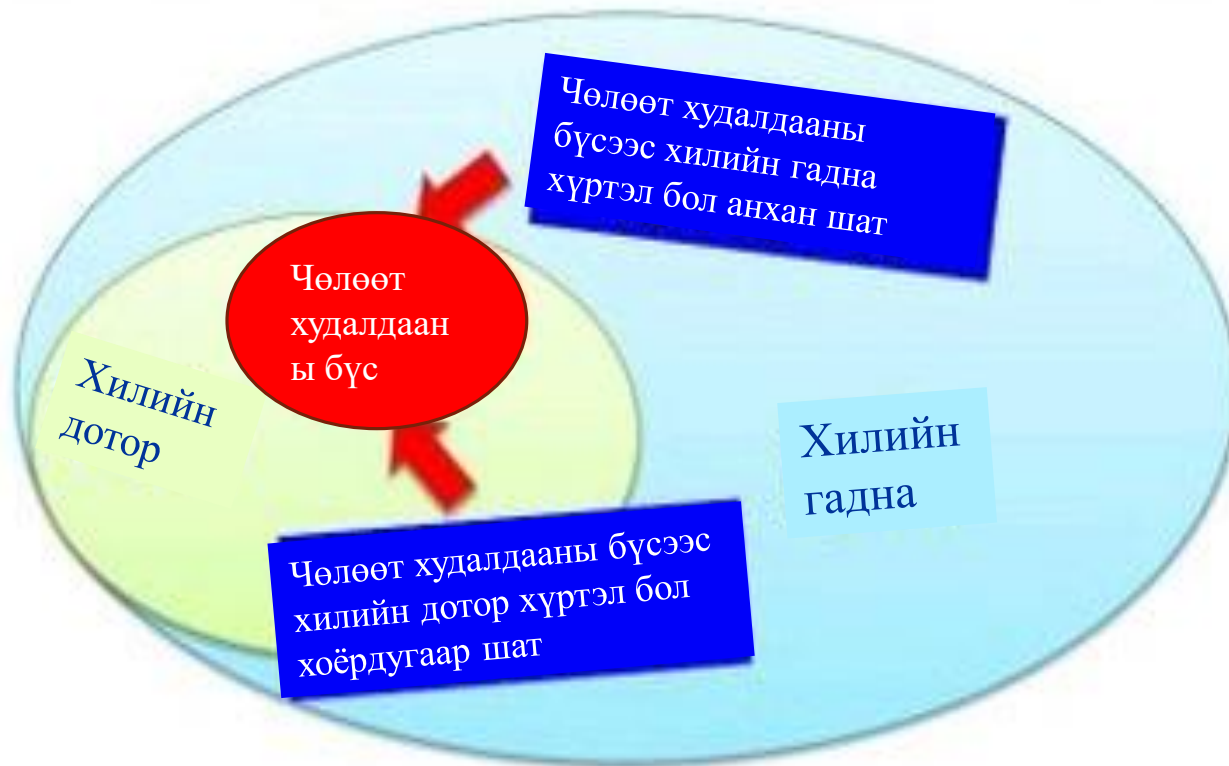 Чөлөөт худалдааны
бүсээс хилийн гадна
хүртэл бол анхан шат
Чөлөөт
худалдаан
ы бүс
Хилийн
дотор
Хилийн
гадна
Чөлөөт худалдааны бүсээс
хилийн дотор хүртэл бол
хоёрдугаар шат